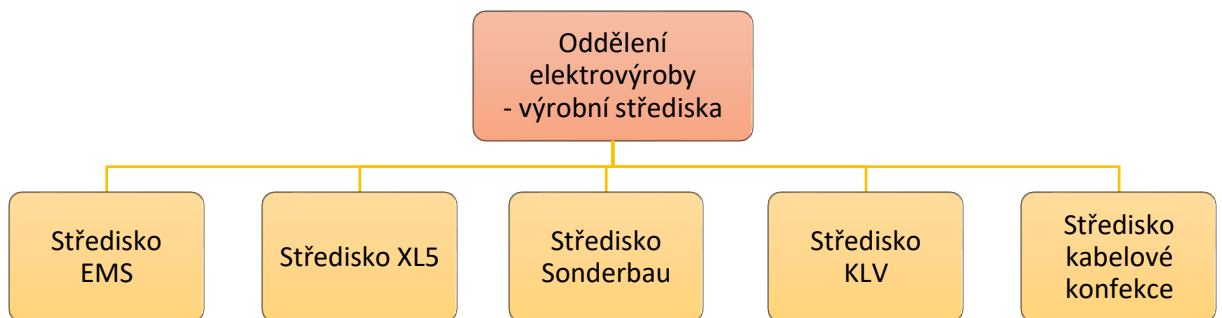 Oddělení
elektrovýroby
- výrobní střediska
Středisko
EMS
Středisko XL5
Středisko
Sonderbau
Středisko
KLV
Středisko
kabelové
konfekce